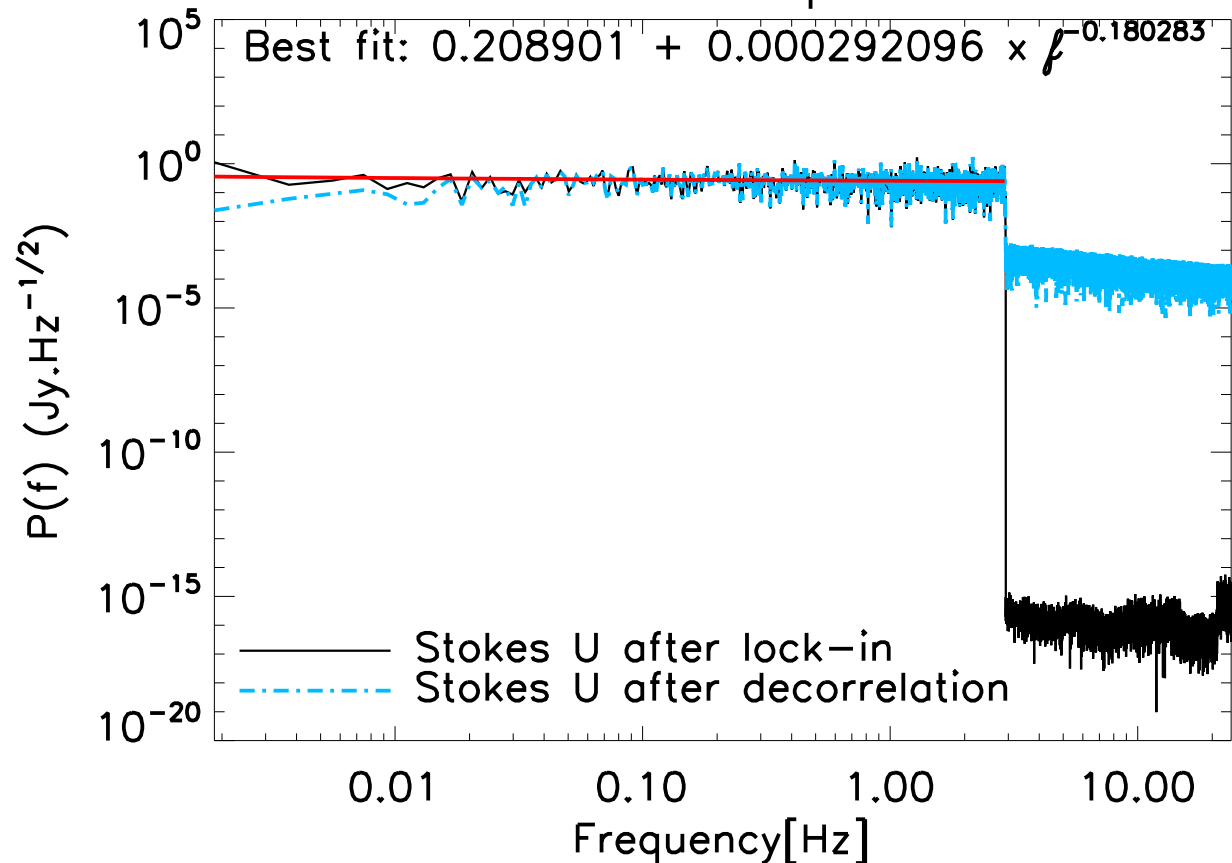 Best fit: 0.208901 + 0.000292096 × f^-0.180283
10^5
10^0
10^-5
10^-10
10^-15
10^-20
P(f) (Jy.Hz^-1/2)
Stokes U after lock-in
Stokes U after decorrelation
0.01 0.10 1.00 10.00
Frequency[Hz]